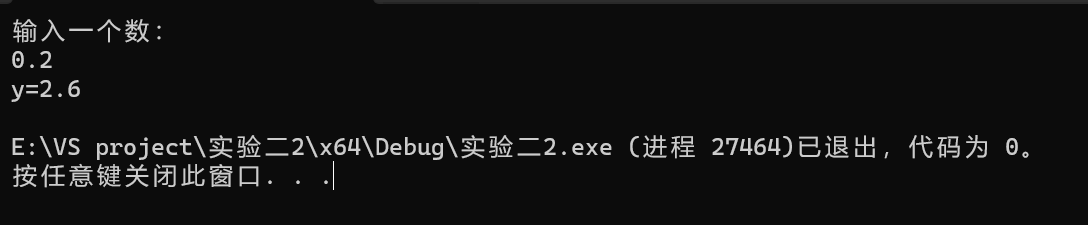 输入一个数：
0.2
y=2.6
E:\VS project\实验二2\x64\Debug\实验二2.exe (进程 27464)已退出，代码为 0。
按任意键关闭此窗口. . .